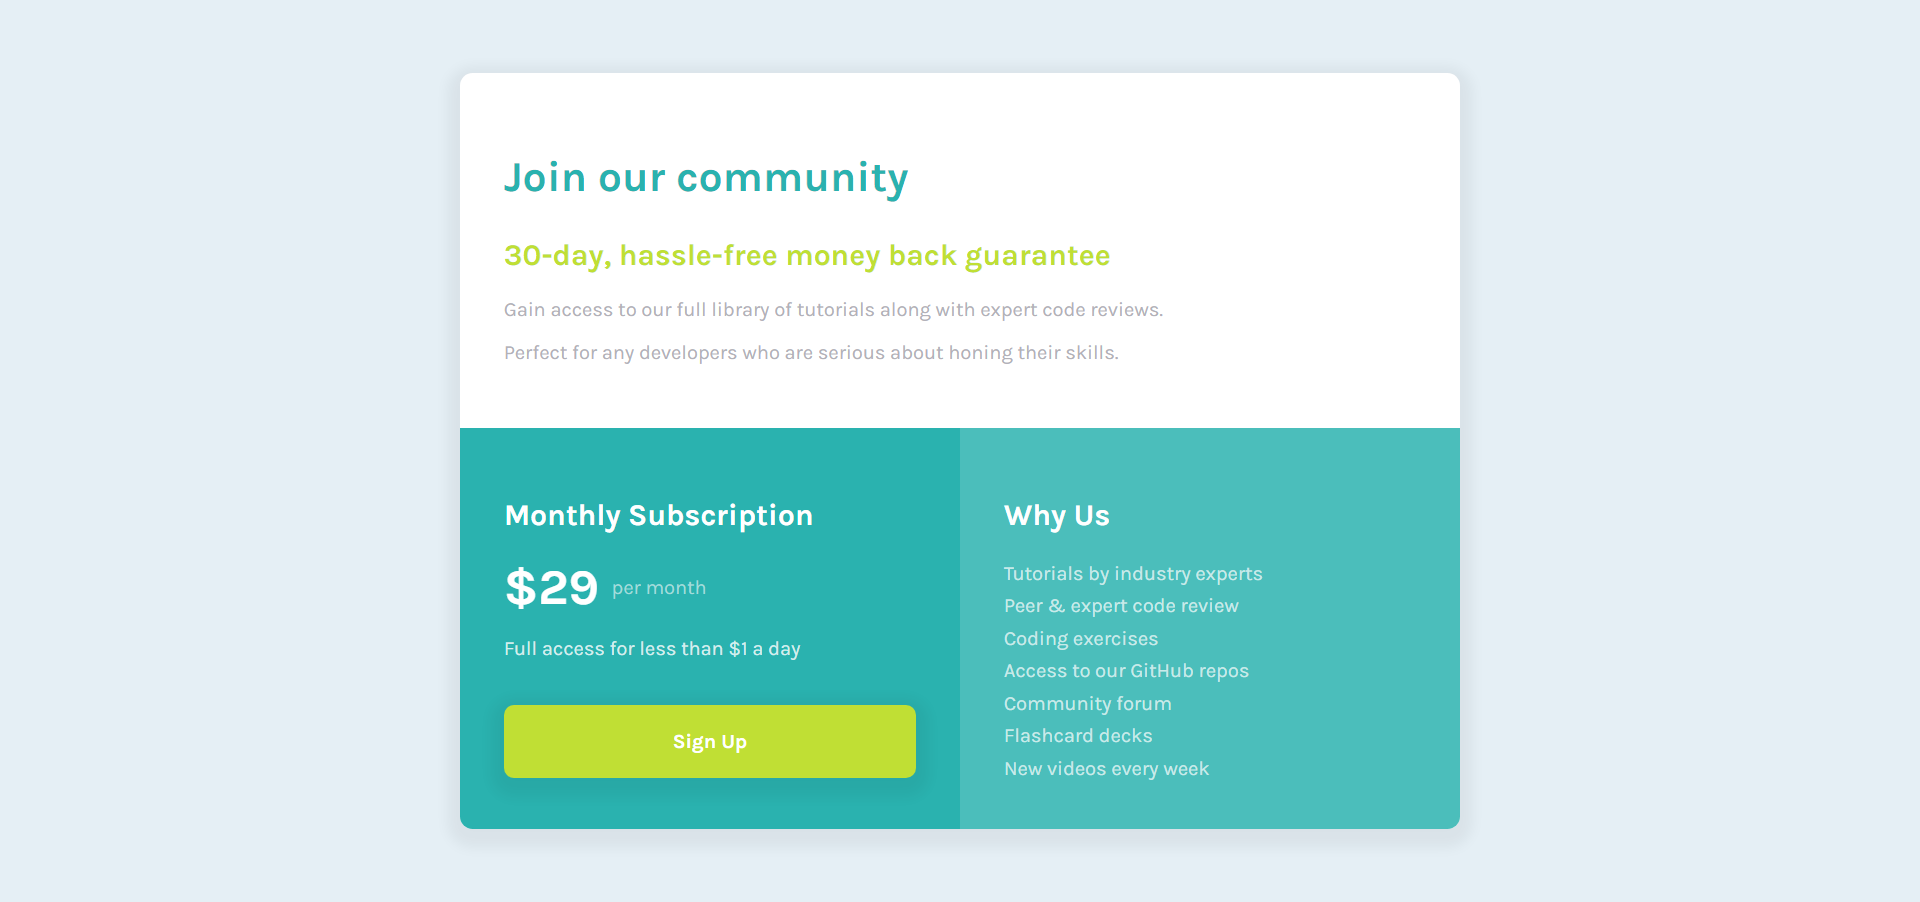 Join our community
30-day, hassle-free money back guarantee
Gain access to our full library of tutorials along with expert code reviews.
Perfect for any developers who are serious about honing their skills.
Monthly Subscription
$29 per month
Full access for less than $1 a day
Sign Up
Why Us
Tutorials by industry experts
Peer & expert code review
Coding exercises
Access to our GitHub repos
Community forum
Flashcard decks
New videos every week